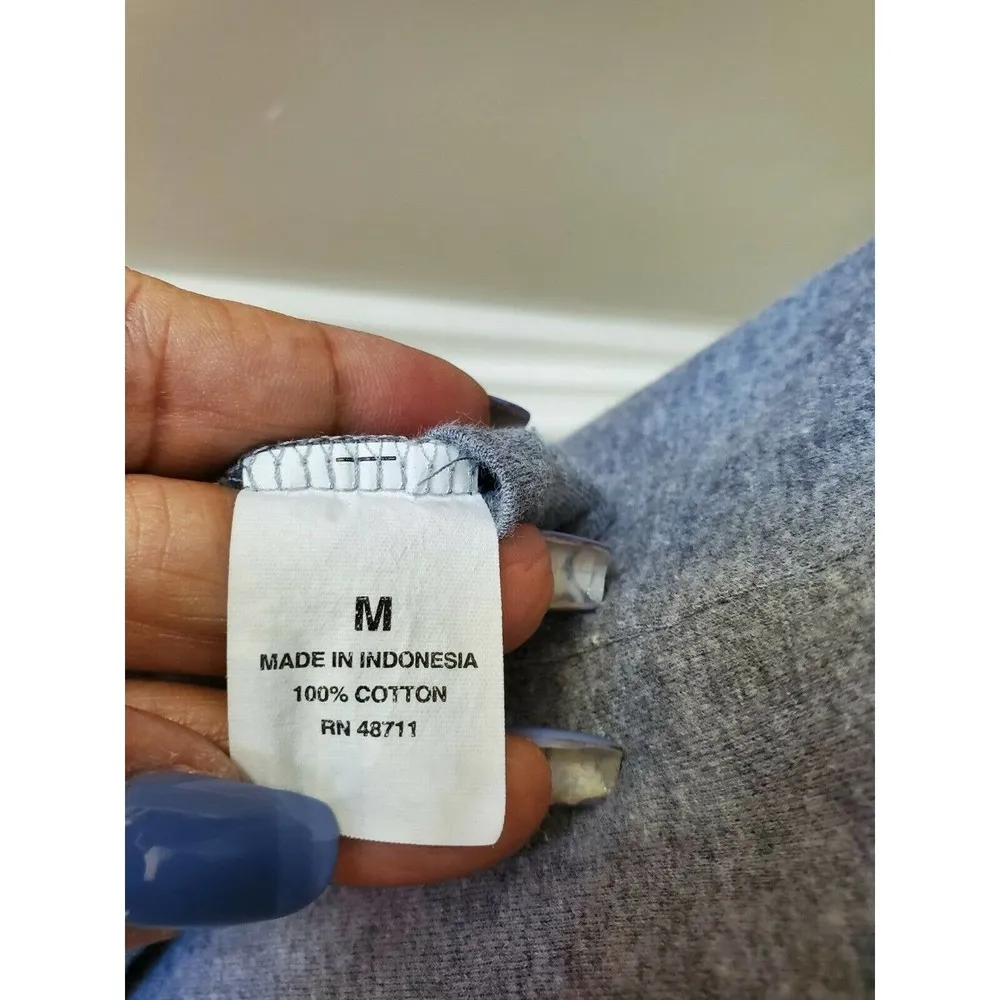 M
MADE IN INDONESIA
100% COTTON
RN 48711